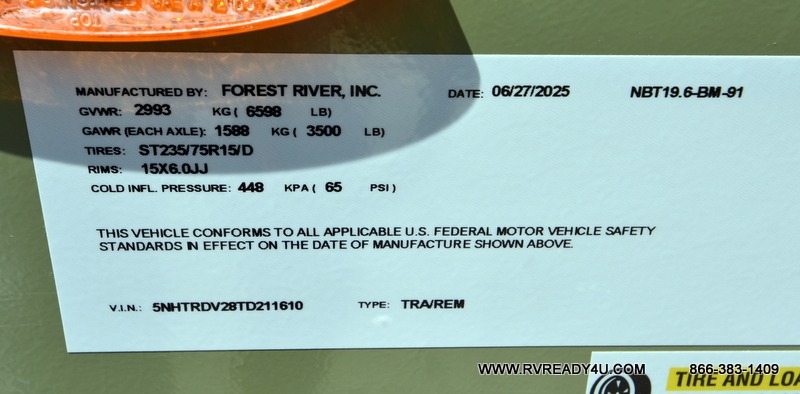 TOP
MANUFACTURED BY: FOREST RIVER, INC. DATE: 06/27/2025 NBT19.6-BM-91
GVWR: 2993 KG ( 6598 LB)
GAWR (EACH AXLE): 1588 KG ( 3500 LB)
TIRES: ST235/75R15/D
RIMS: 15X6.0JJ
COLD INFL. PRESSURE: 448 KPA ( 65 PSI )
THIS VEHICLE CONFORMS TO ALL APPLICABLE U.S. FEDERAL MOTOR VEHICLE SAFETY
STANDARDS IN EFFECT ON THE DATE OF MANUFACTURE SHOWN ABOVE.
V.I.N.: 5NHTRDV28TD211610 TYPE: TRA/REM
WWW.RVREADY4U.COM 866-383-1409
TIRE AND LOA